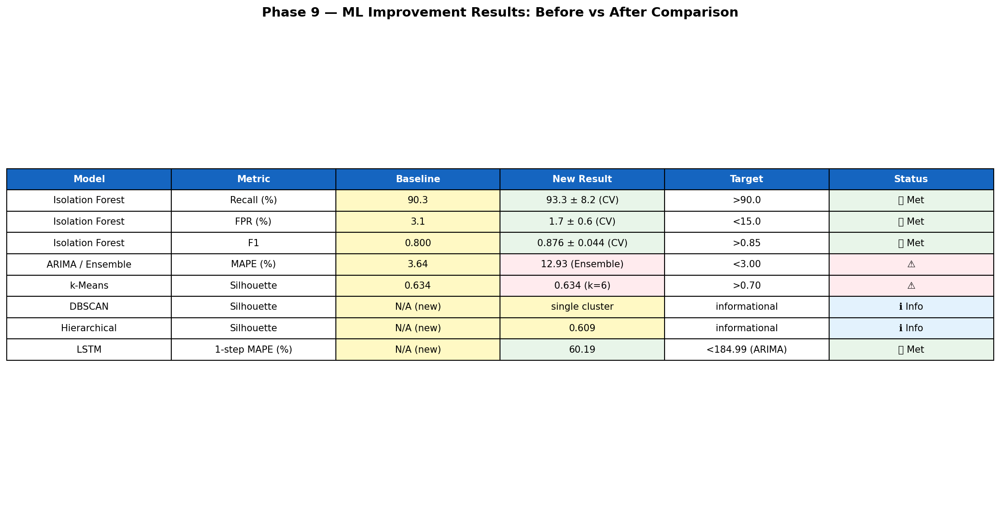 Phase 9 — ML Improvement Results: Before vs After Comparison
Model Metric Baseline New Result Target Status
Isolation Forest Recall (%) 90.3 93.3 ± 8.2 (CV) >90.0 Met
Isolation Forest FPR (%) 3.1 1.7 ± 0.6 (CV) <15.0 Met
Isolation Forest F1 0.800 0.876 ± 0.044 (CV) >0.85 Met
ARIMA / Ensemble MAPE (%) 3.64 12.93 (Ensemble) <3.00 ⚠
k-Means Silhouette 0.634 0.634 (k=6) >0.70 ⚠
DBSCAN Silhouette N/A (new) single cluster informational ℹ Info
Hierarchical Silhouette N/A (new) 0.609 informational ℹ Info
LSTM 1-step MAPE (%) N/A (new) 60.19 <184.99 (ARIMA) Met